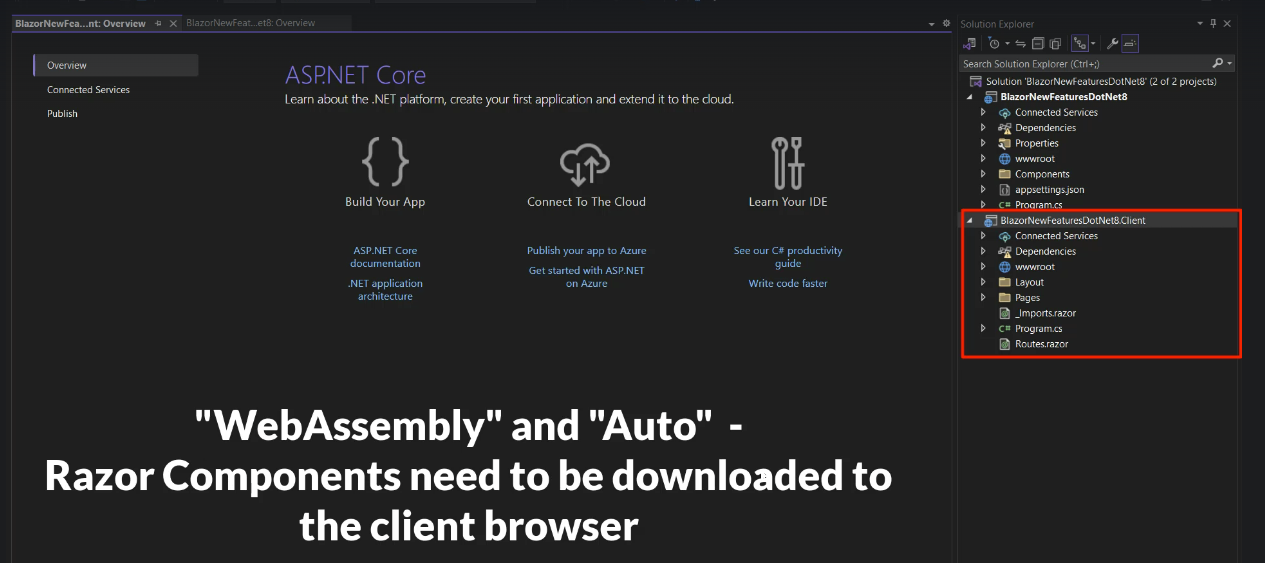 BlazorNewFea...nt: Overview
BlazorNewFeat...et8: Overview
Overview
Connected Services
Publish
ASP.NET Core
Learn about the .NET platform, create your first application and extend it to the cloud.
Build Your App
Connect To The Cloud
Learn Your IDE
ASP.NET Core
documentation
.NET application
architecture
Publish your app to Azure
Get started with ASP.NET
on Azure
See our C# productivity
guide
Write code faster
"WebAssembly" and "Auto" -
Razor Components need to be downloaded to
the client browser
Solution Explorer
Search Solution Explorer (Ctrl+;)
Solution 'BlazorNewFeaturesDotNet8' (2 of 2 projects)
BlazorNewFeaturesDotNet8
Connected Services
Dependencies
Properties
wwwroot
Components
appsettings.json
C# Program.cs
BlazorNewFeaturesDotNet8.Client
Connected Services
Dependencies
wwwroot
Layout
Pages
_Imports.razor
C# Program.cs
Routes.razor